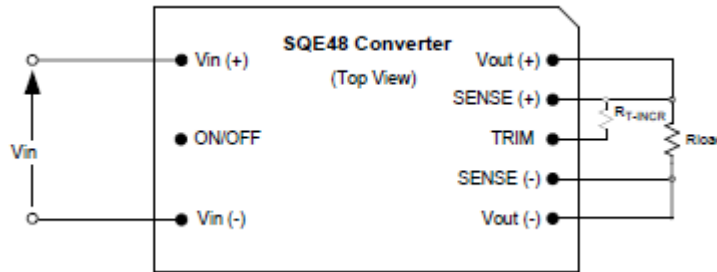 SQE48 Converter
(Top View)
Vin
Vin (+)
ON/OFF
Vin (-)
Vout (+)
SENSE (+)
TRIM
SENSE (-)
Vout (-)
RT-INCR
Rloa